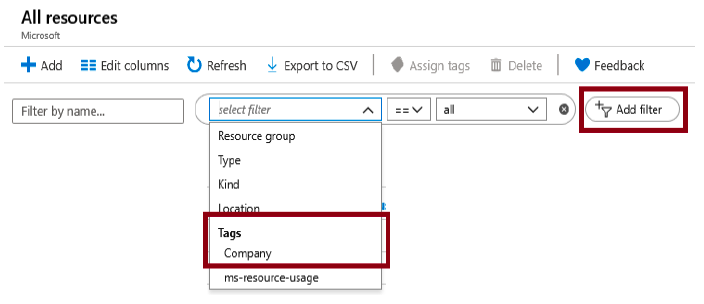 All resources
Microsoft
Add Edit columns Refresh Export to CSV Assign tags Delete Feedback
Filter by name... select filter == all Add filter
Resource group
Type
Kind
Location
Tags
Company
ms-resource-usage